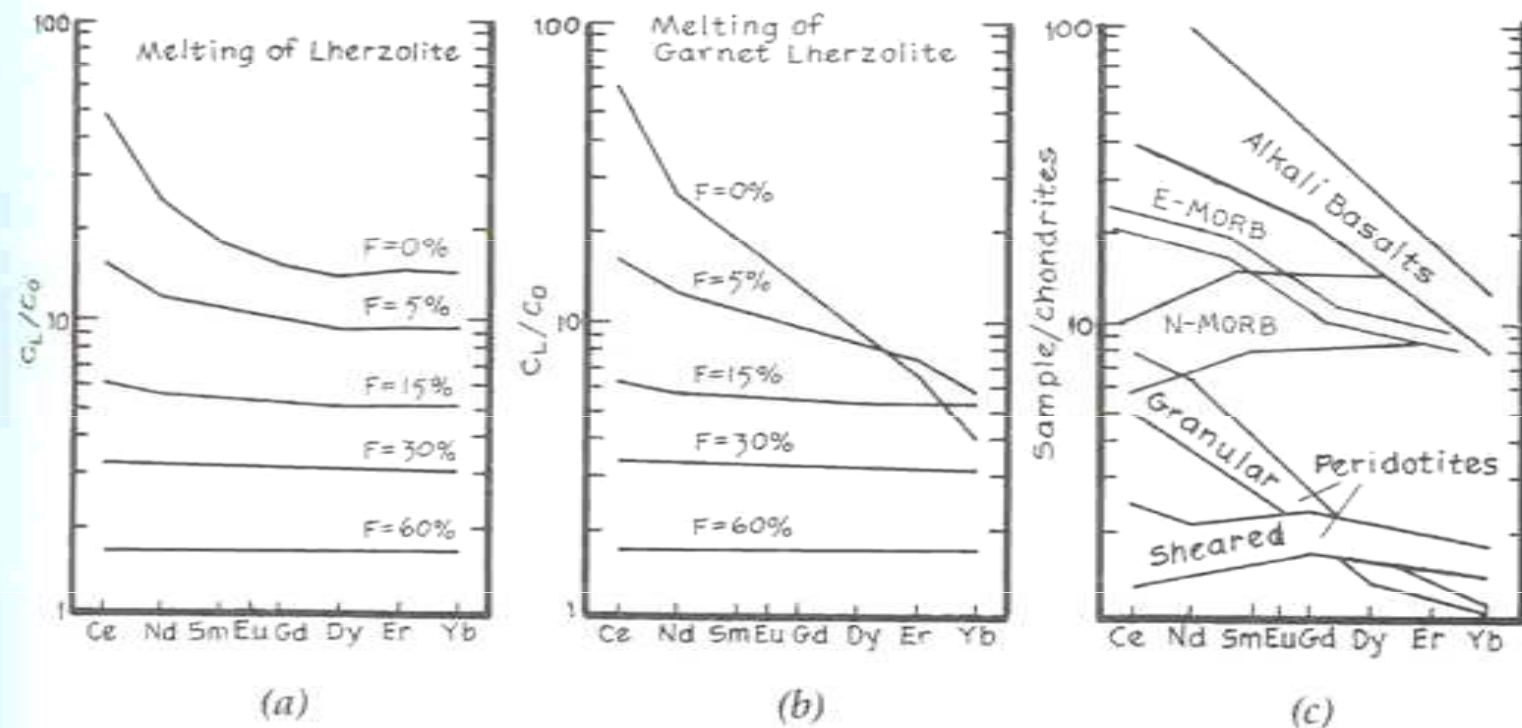 100
Melting of Lherzolite
F=0%
F=5%
F=15%
F=30%
F=60%
10
1
CL/Co
Ce Nd Sm Eu Gd Dy Er Yb
(a)
100
Melting of
Garnet Lherzolite
F=0%
F=5%
F=15%
F=30%
F=60%
10
1
CL/Co
Ce Nd Sm Eu Gd Dy Er Yb
(b)
100
10
Sample/chondrites
Alkali Basalts
E-MORB
N-MORB
Granular
Peridotites
Sheared
Ce Nd Sm Eu Gd Dy Er Yb
(c)